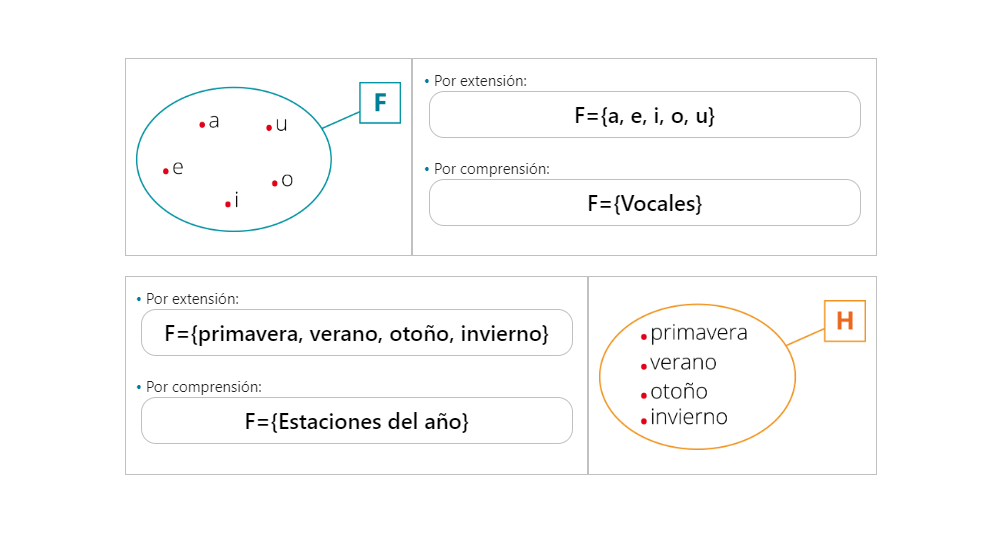 F
a
u
e
o
i
• Por extensión:
F={a, e, i, o, u}
• Por comprensión:
F={Vocales}
• Por extensión:
F={primavera, verano, otoño, invierno}
• Por comprensión:
F={Estaciones del año}
H
primavera
verano
otoño
invierno